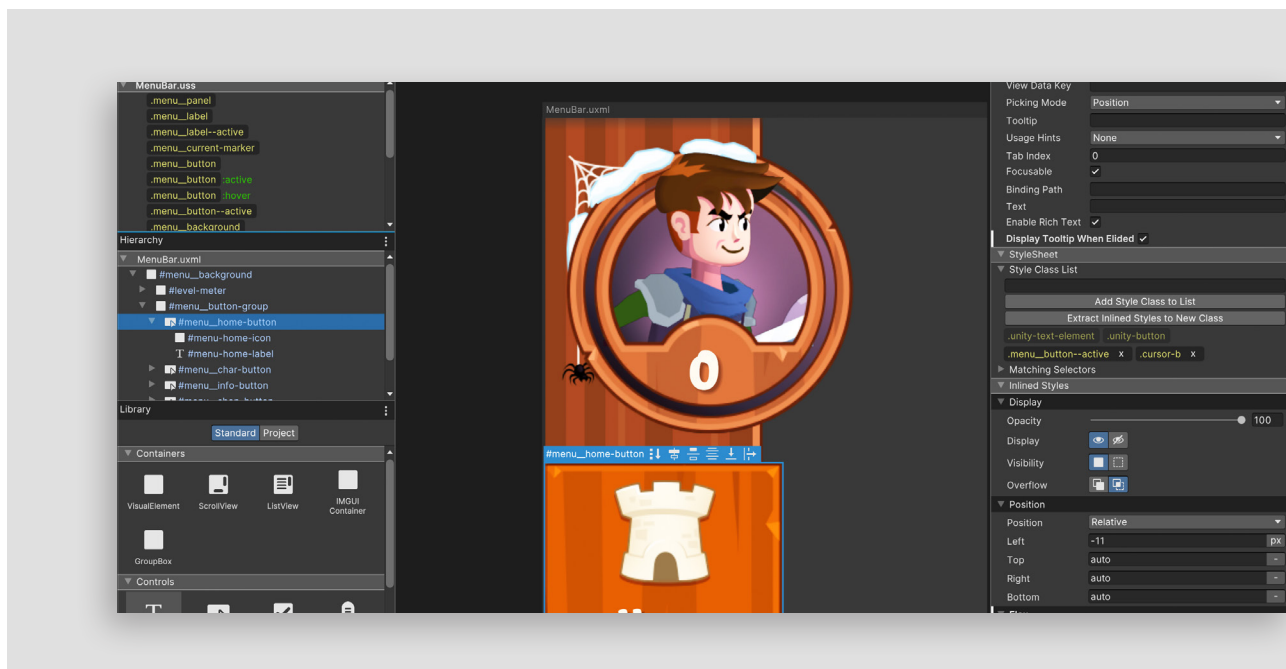 MenuBar.uss
.menu__panel
.menu__label
.menu__label--active
.menu__current-marker
.menu__button
.menu__button :active
.menu__button :hover
.menu__button--active
.menu__background
Hierarchy
MenuBar.uxml
#menu__background
#level-meter
#menu__button-group
#menu__home-button
#menu-home-icon
#menu-home-label
#menu__char-button
#menu__info-button
Library
Standard Project
Containers
VisualElement ScrollView ListView IMGUI Container
GroupBox
Controls
MenuBar.uxml
0
#menu__home-button
View Data Key
Picking Mode Position
Tooltip
Usage Hints None
Tab Index 0
Focusable
Binding Path
Text
Enable Rich Text
Display Tooltip When Elided
StyleSheet
Style Class List
Add Style Class to List
Extract Inlined Styles to New Class
.unity-text-element .unity-button
.menu__button--active x .cursor-b x
Matching Selectors
Inlined Styles
Display
Opacity 100
Display
Visibility
Overflow
Position
Position Relative
Left -11 px
Top auto -
Right auto -
Bottom auto -